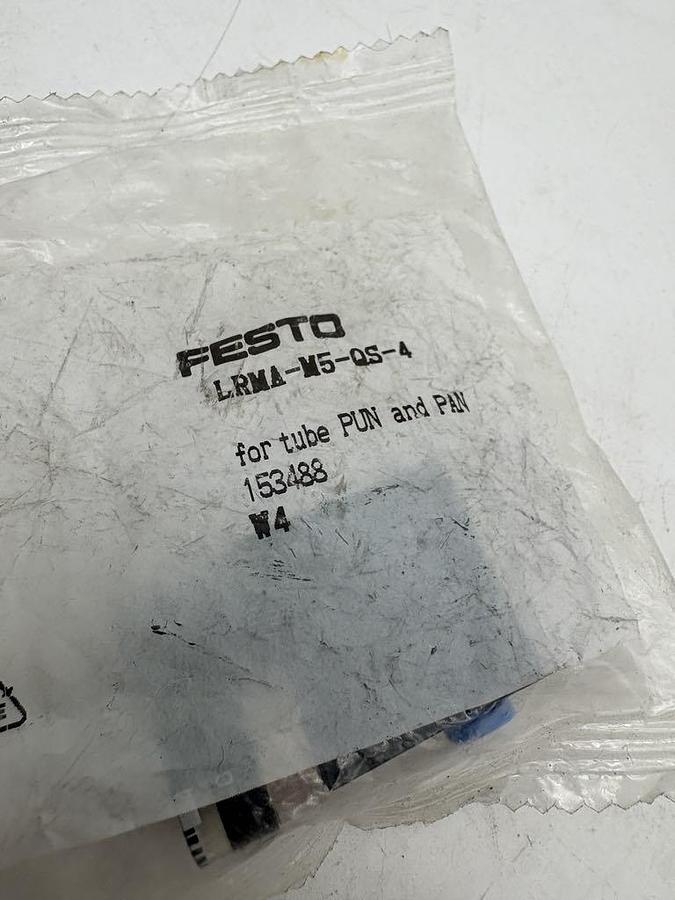 FESTO
LRMA-M5-QS-4
for tube PUN and PAN
153488
W4